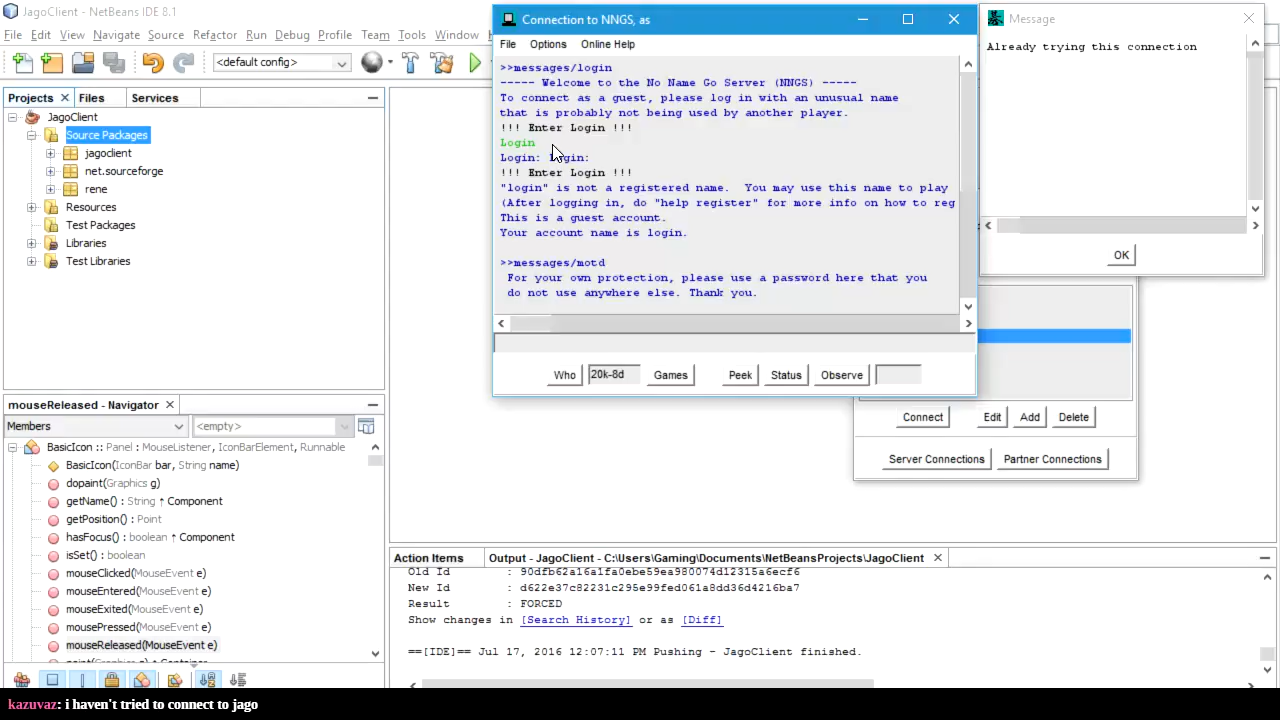 JagoClient - NetBeans IDE 8.1
File Edit View Navigate Source Refactor Run Debug Profile Team Tools Window
<default config>
Projects Files Services
JagoClient
Source Packages
jagoclient
net.sourceforge
rene
Resources
Test Packages
Libraries
Test Libraries
mouseReleased - Navigator
Members <empty>
BasicIcon :: Panel : MouseListener, IconBarElement, Runnable
BasicIcon(IconBar bar, String name)
dopaint(Graphics g)
getName() : String ↑ Component
getPosition() : Point
hasFocus() : boolean ↑ Component
isSet() : boolean
mouseClicked(MouseEvent e)
mouseEntered(MouseEvent e)
mouseExited(MouseEvent e)
mousePressed(MouseEvent e)
mouseReleased(MouseEvent e)
Connection to NNGS, as
File Options Online Help
>>messages/login
----- Welcome to the No Name Go Server (NNGS) -----
To connect as a guest, please log in with an unusual name
that is probably not being used by another player.
!!! Enter Login !!!
Login
Login: Login:
!!! Enter Login !!!
"login" is not a registered name.  You may use this name to play
(After logging in, do "help register" for more info on how to reg
This is a guest account.
Your account name is login.
>>messages/motd
For your own protection, please use a password here that you
do not use anywhere else. Thank you.
Who 20k-8d Games Peek Status Observe
Message
Already trying this connection
OK
Connect Edit Add Delete
Server Connections Partner Connections
Action Items Output - JagoClient - C:\Users\Gaming\Documents\NetBeansProjects\JagoClient
Old Id : 90dfb62a16a1fa0ebe59ea980074d12315a6ecf6
New Id : d622e37c82231c295e99fed061a8dd36d4216ba7
Result : FORCED
Show changes in [Search History] or as [Diff]
==[IDE]== Jul 17, 2016 12:07:11 PM Pushing - JagoClient finished.
kazuvaz: i haven't tried to connect to jago